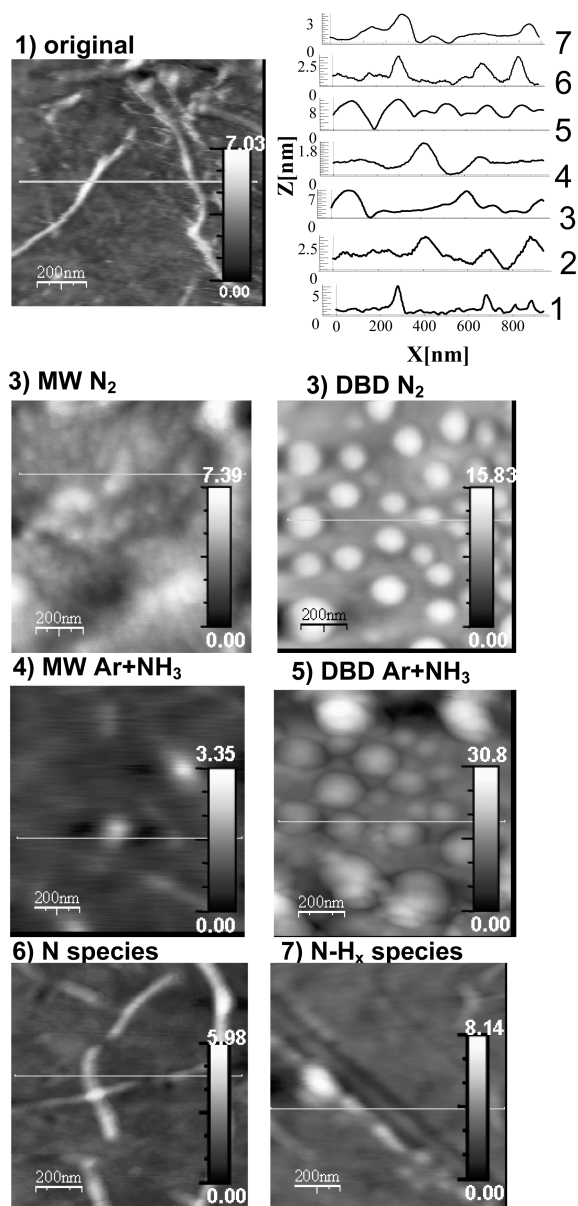 1) original
7.03
0.00
200nm
Z[nm]
3
0
7
2.5
0
6
8
0
5
1.8
0
4
7
0
3
2.5
0
2
5
0
1
0 200 400 600 800
X[nm]
3) MW N₂
7.39
0.00
200nm
3) DBD N₂
15.83
0.00
200nm
4) MW Ar+NH₃
3.35
0.00
200nm
5) DBD Ar+NH₃
30.8
0.00
200nm
6) N species
5.98
0.00
200nm
7) N-Hₓ species
8.14
0.00
200nm